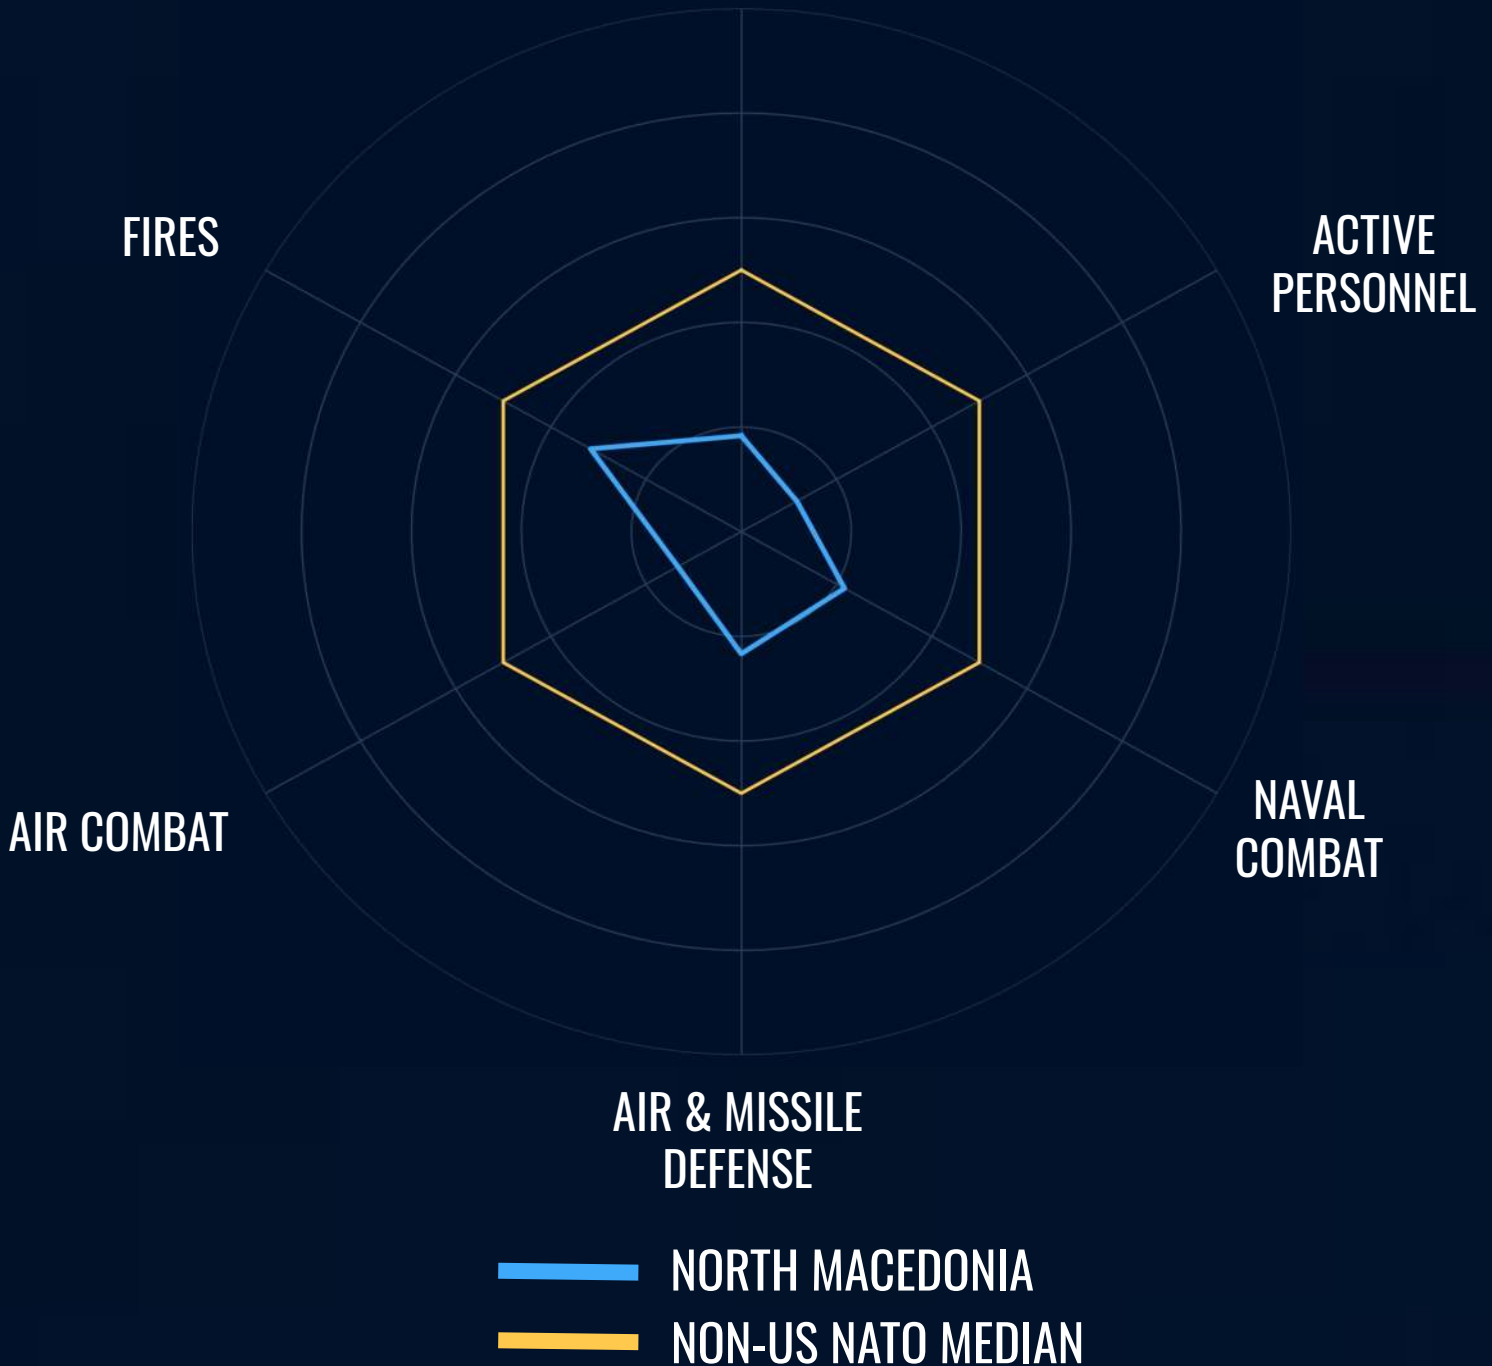 FIRES
ACTIVE
PERSONNEL
AIR COMBAT
NAVAL
COMBAT
AIR & MISSILE
DEFENSE
NORTH MACEDONIA
NON-US NATO MEDIAN